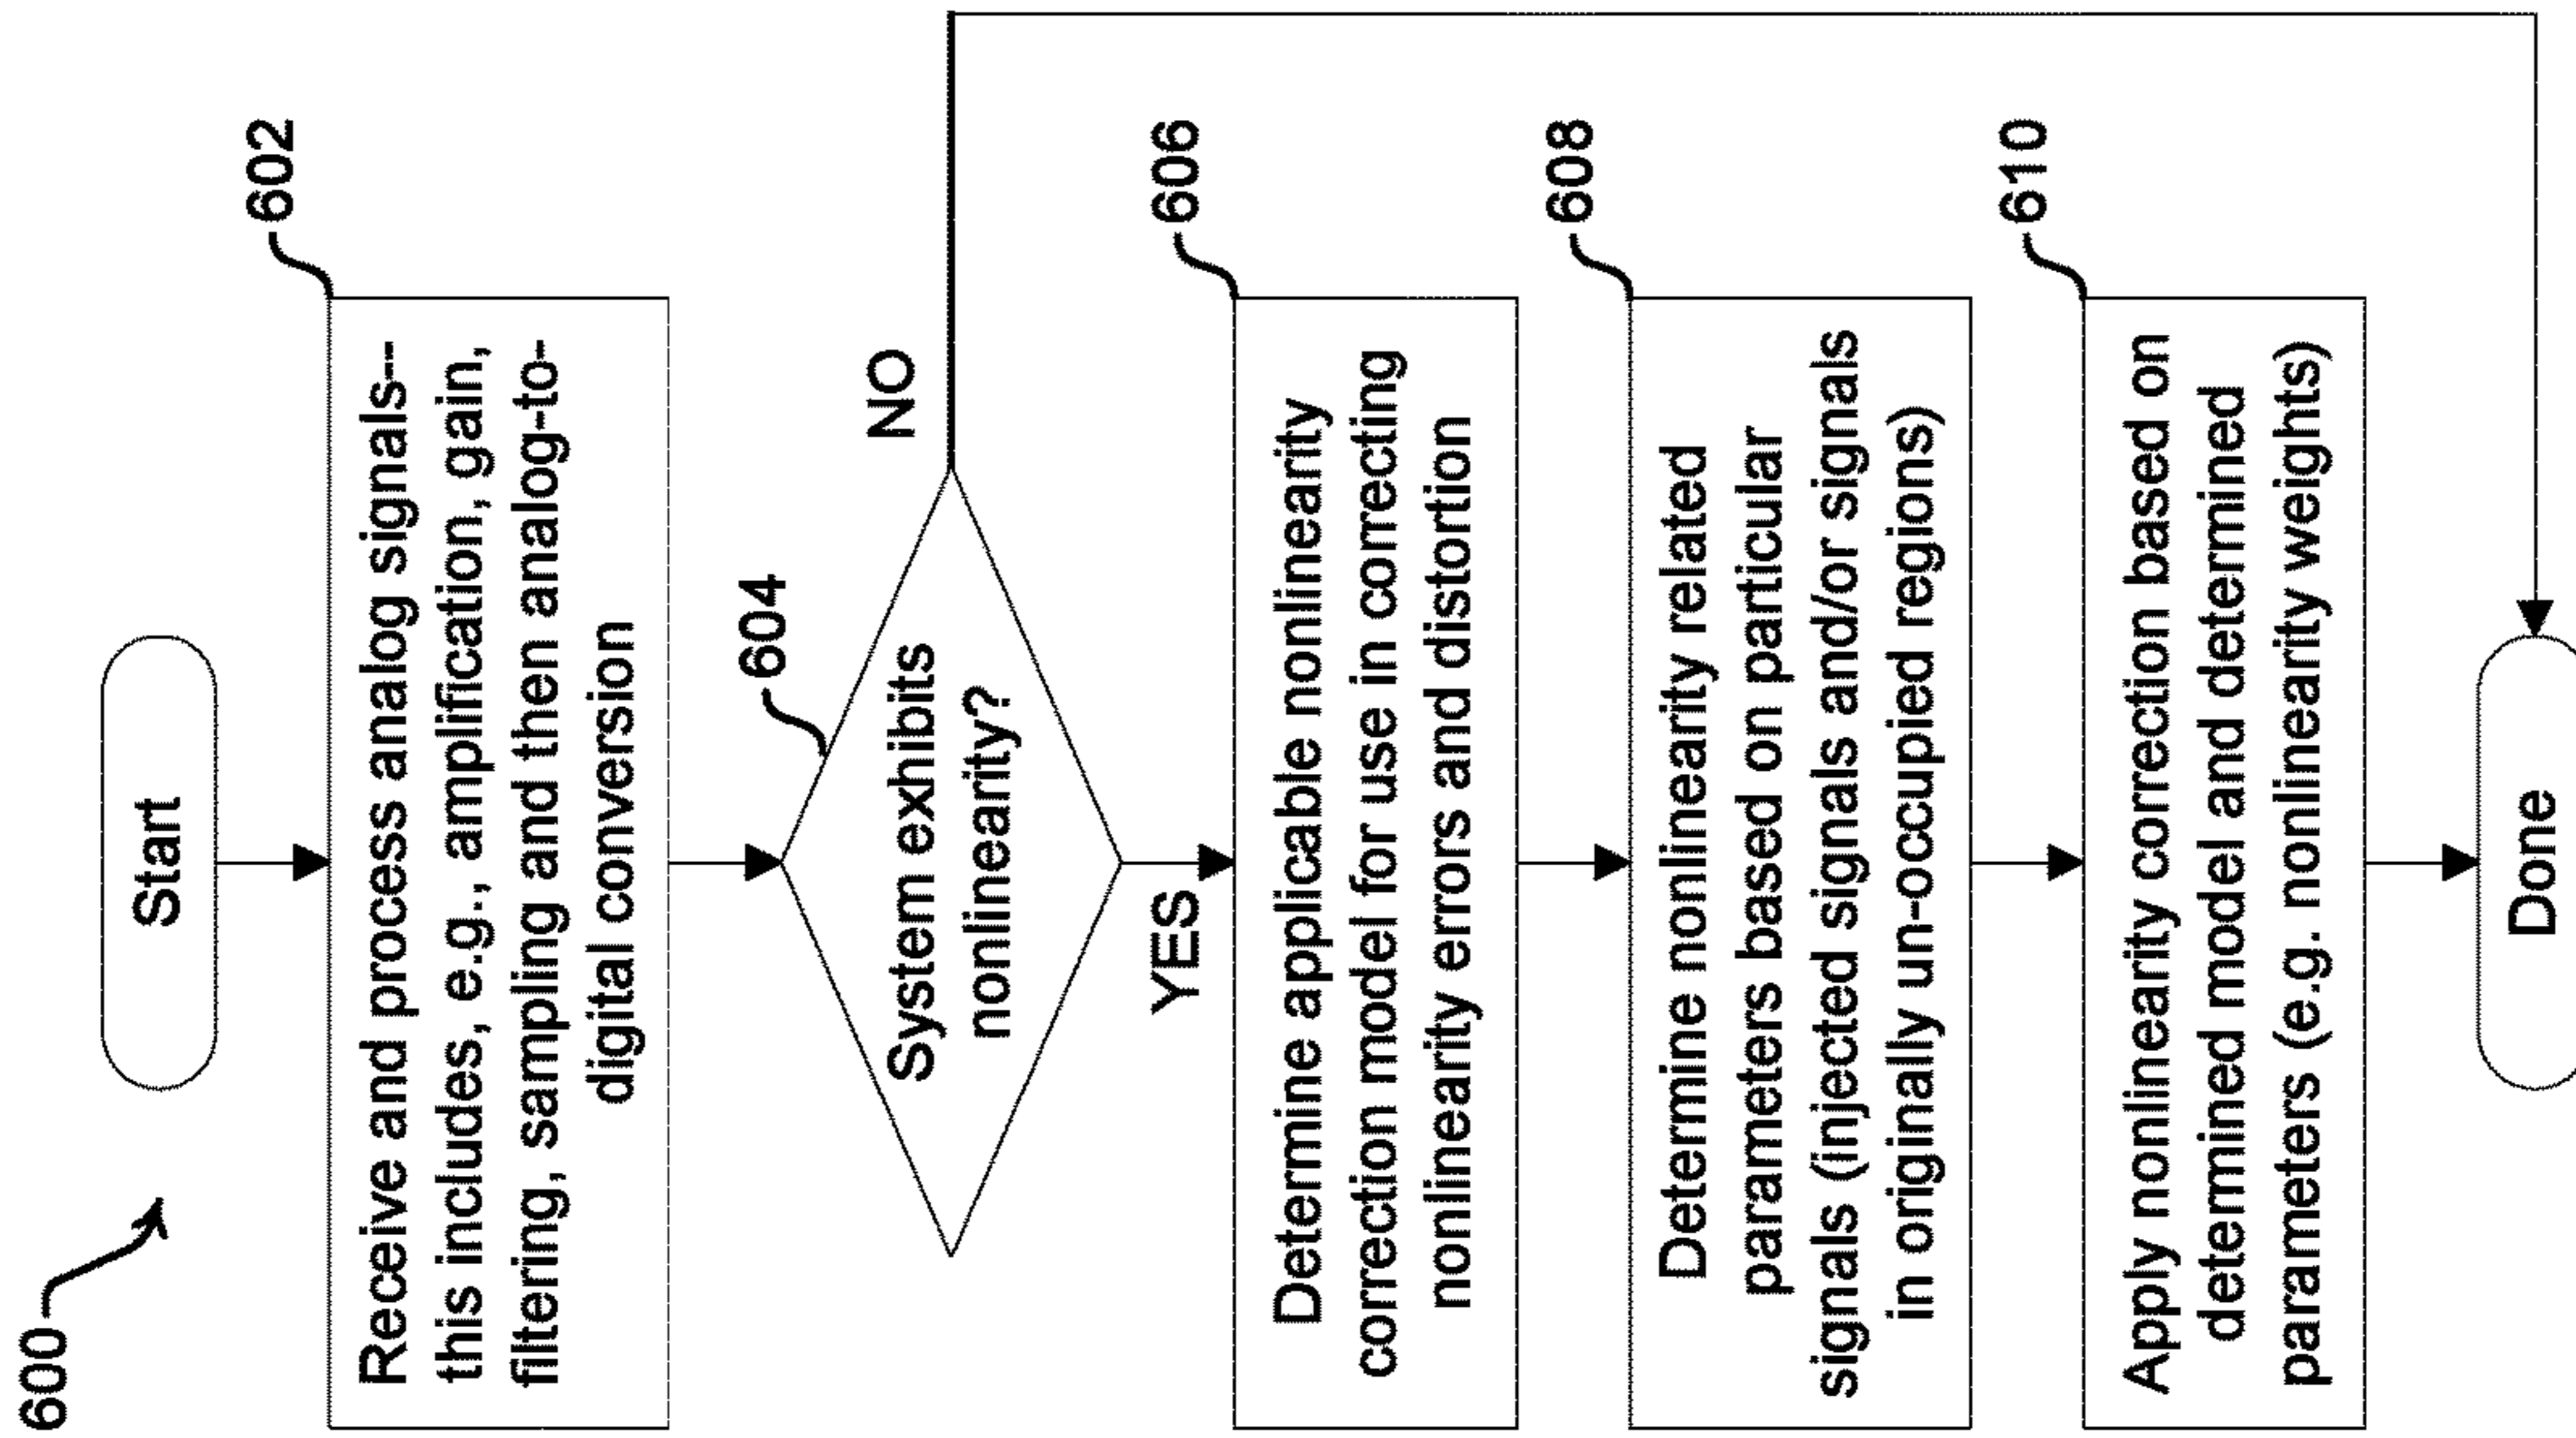 600
Start
602
Receive and process analog signals--
this includes, e.g., amplification, gain,
filtering, sampling and then analog-to-
digital conversion
604
System exhibits
nonlinearity?
NO
YES
606
Determine applicable nonlinearity
correction model for use in correcting
nonlinearity errors and distortion
608
Determine nonlinearity related
parameters based on particular
signals (injected signals and/or signals
in originally un-occupied regions)
610
Apply nonlinearity correction based on
determined model and determined
parameters (e.g. nonlinearity weights)
Done